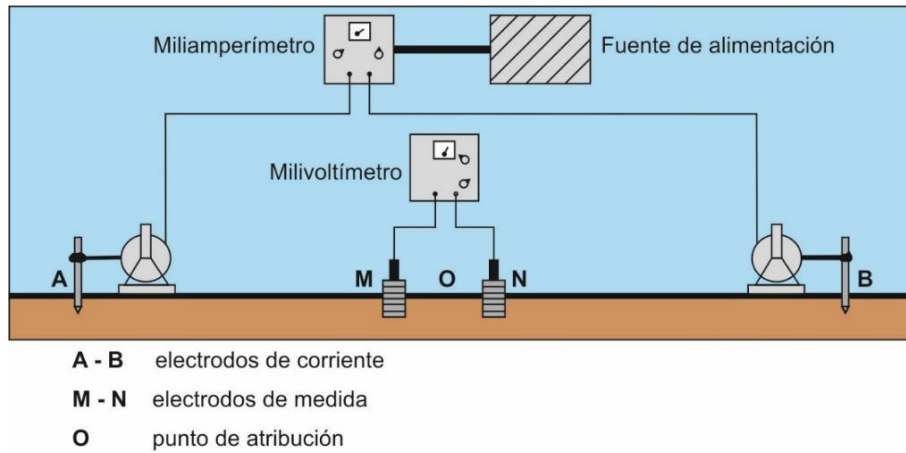 Miliamperímetro
Fuente de alimentación
Milivoltímetro
A M O N B
A - B electrodos de corriente
M - N electrodos de medida
O punto de atribución